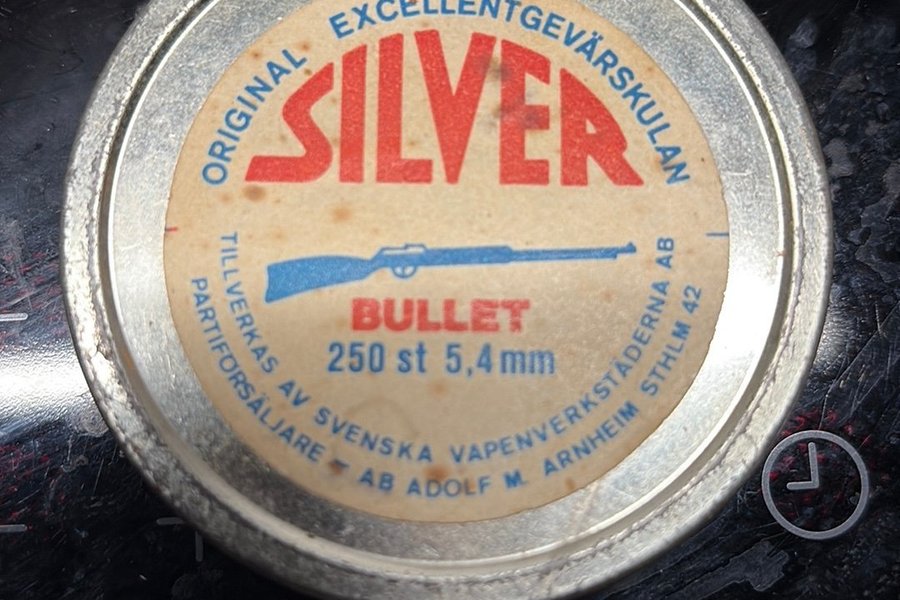 ORIGINAL EXCELLENTGEVÄRSKULAN
SILVER
BULLET
250 st 5,4 mm
TILLVERKAS AV SVENSKA VAPENVERKSTÄDERNA AB
PARTIFÖRSÄLJARE – AB ADOLF M. ARNHEIM STHLM 42